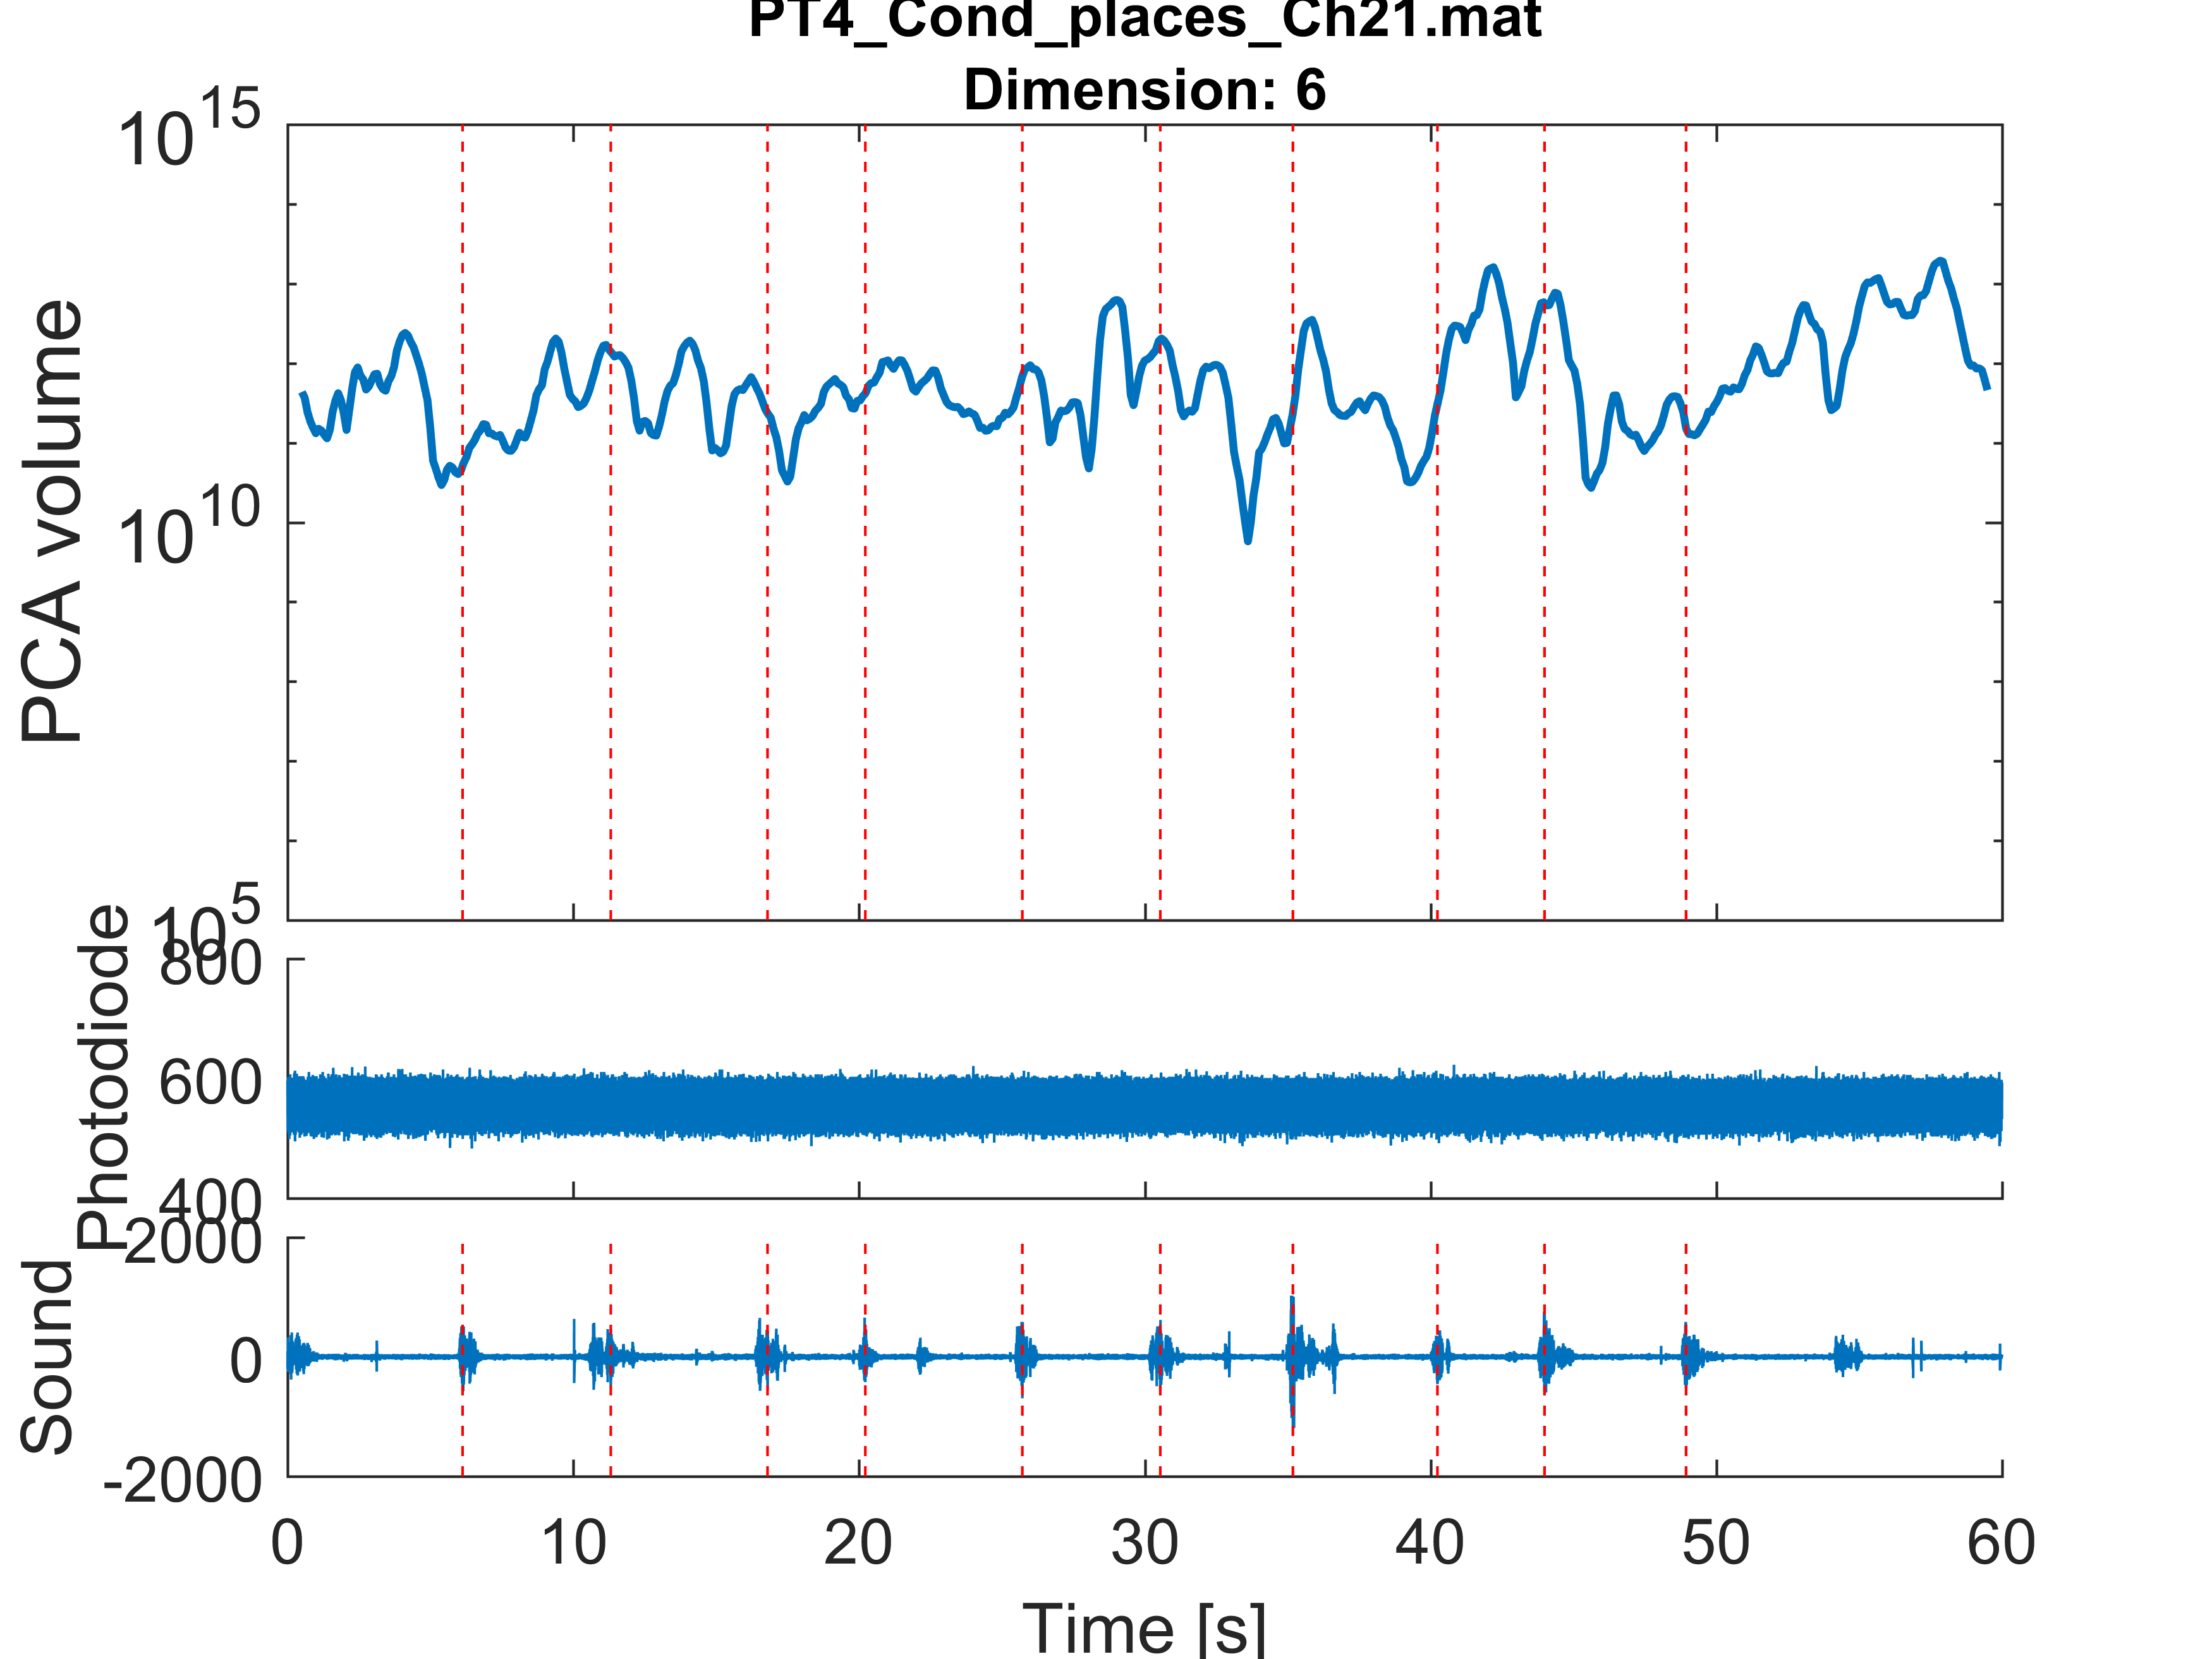 PT4_Cond_places_Ch21.mat
Dimension: 6
PCA volume
10^15
10^10
10^5
Photodiode
800
600
400
Sound
2000
0
-2000
0 10 20 30 40 50 60
Time [s]